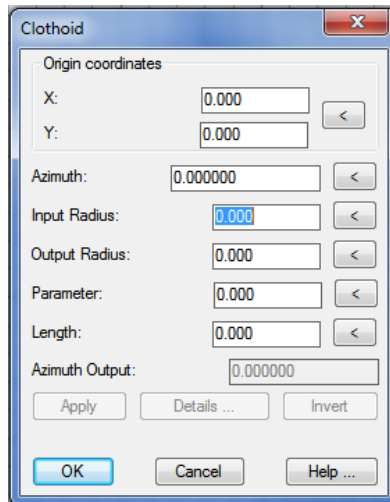 Clothoid
Origin coordinates
X: 0.000
<
Y: 0.000
Azimuth: 0.000000 <
Input Radius: 0.000 <
Output Radius: 0.000 <
Parameter: 0.000 <
Length: 0.000 <
Azimuth Output: 0.000000
Apply Details ... Invert
OK Cancel Help ...